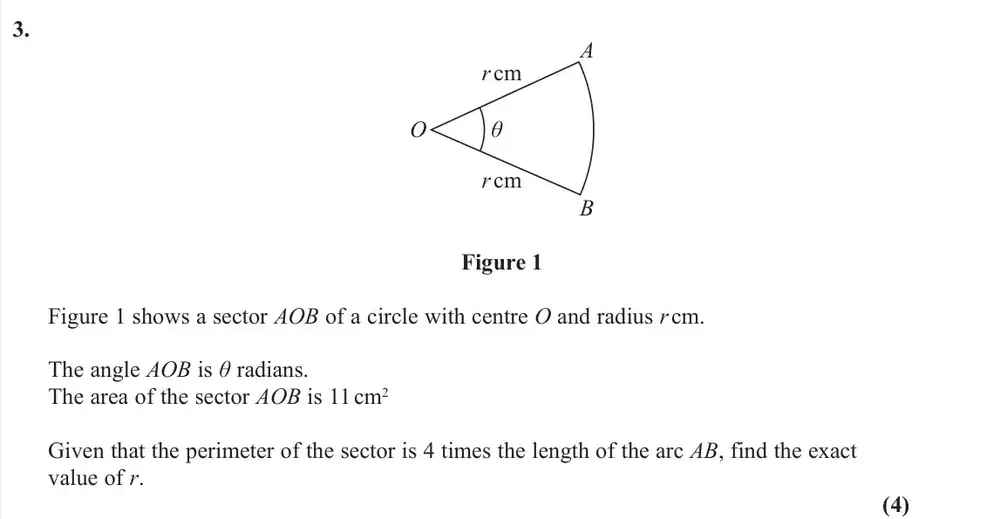 3.
A
r cm
O
θ
r cm
B
Figure 1
Figure 1 shows a sector AOB of a circle with centre O and radius r cm.
The angle AOB is θ radians.
The area of the sector AOB is 11 cm²
Given that the perimeter of the sector is 4 times the length of the arc AB, find the exact
value of r.
(4)